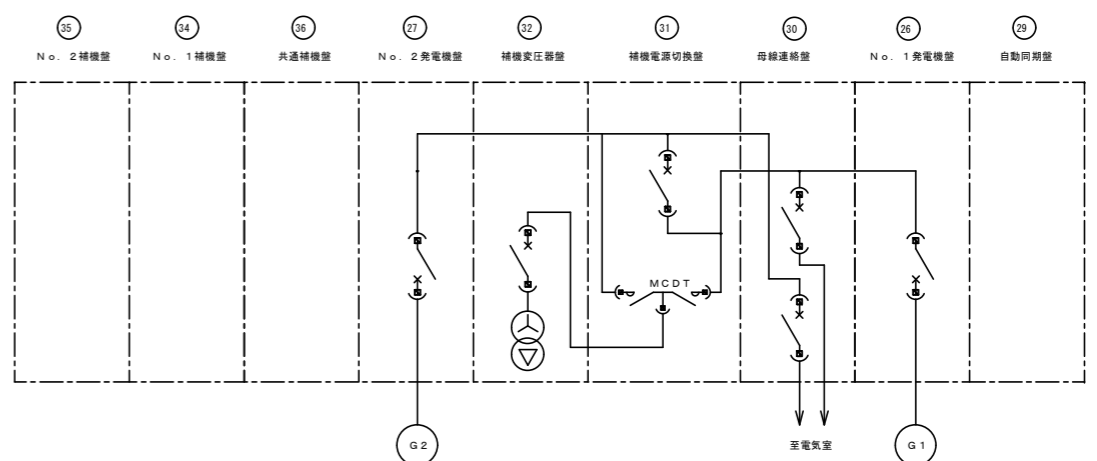 35 34 36 27 32 31 30 26 29
No．2補機盤 No．1補機盤 共通補機盤 No．2発電機盤 補機変圧器盤 補機電源切換盤 母線連絡盤 No．1発電機盤 自動同期盤
MCDT
至電気室
G2 G1